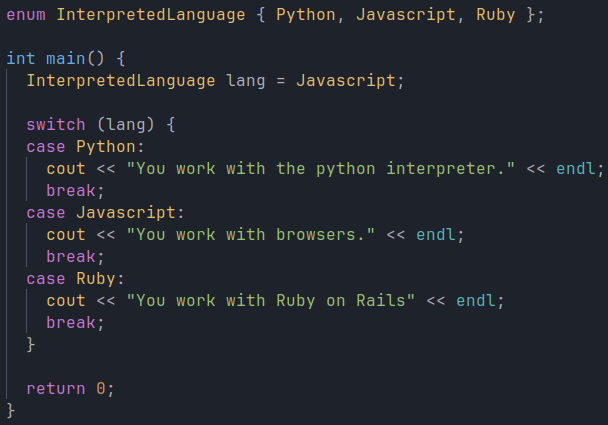 enum InterpretedLanguage { Python, Javascript, Ruby };

int main() {
  InterpretedLanguage lang = Javascript;

  switch (lang) {
  case Python:
    cout << "You work with the python interpreter." << endl;
    break;
  case Javascript:
    cout << "You work with browsers." << endl;
    break;
  case Ruby:
    cout << "You work with Ruby on Rails" << endl;
    break;
  }

  return 0;
}